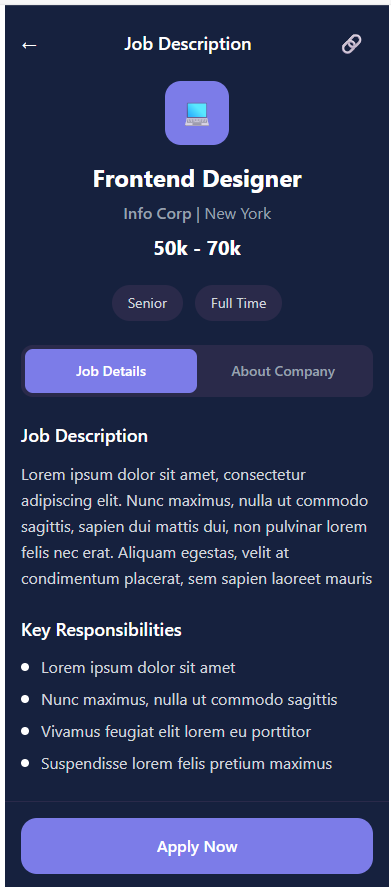 Job Description
Frontend Designer
Info Corp | New York
50k - 70k
Senior Full Time
Job Details About Company
Job Description
Lorem ipsum dolor sit amet, consectetur
adipiscing elit. Nunc maximus, nulla ut commodo
sagittis, sapien dui mattis dui, non pulvinar lorem
felis nec erat. Aliquam egestas, velit at
condimentum placerat, sem sapien laoreet mauris
Key Responsibilities
Lorem ipsum dolor sit amet
Nunc maximus, nulla ut commodo sagittis
Vivamus feugiat elit lorem eu porttitor
Suspendisse lorem felis pretium maximus
Apply Now